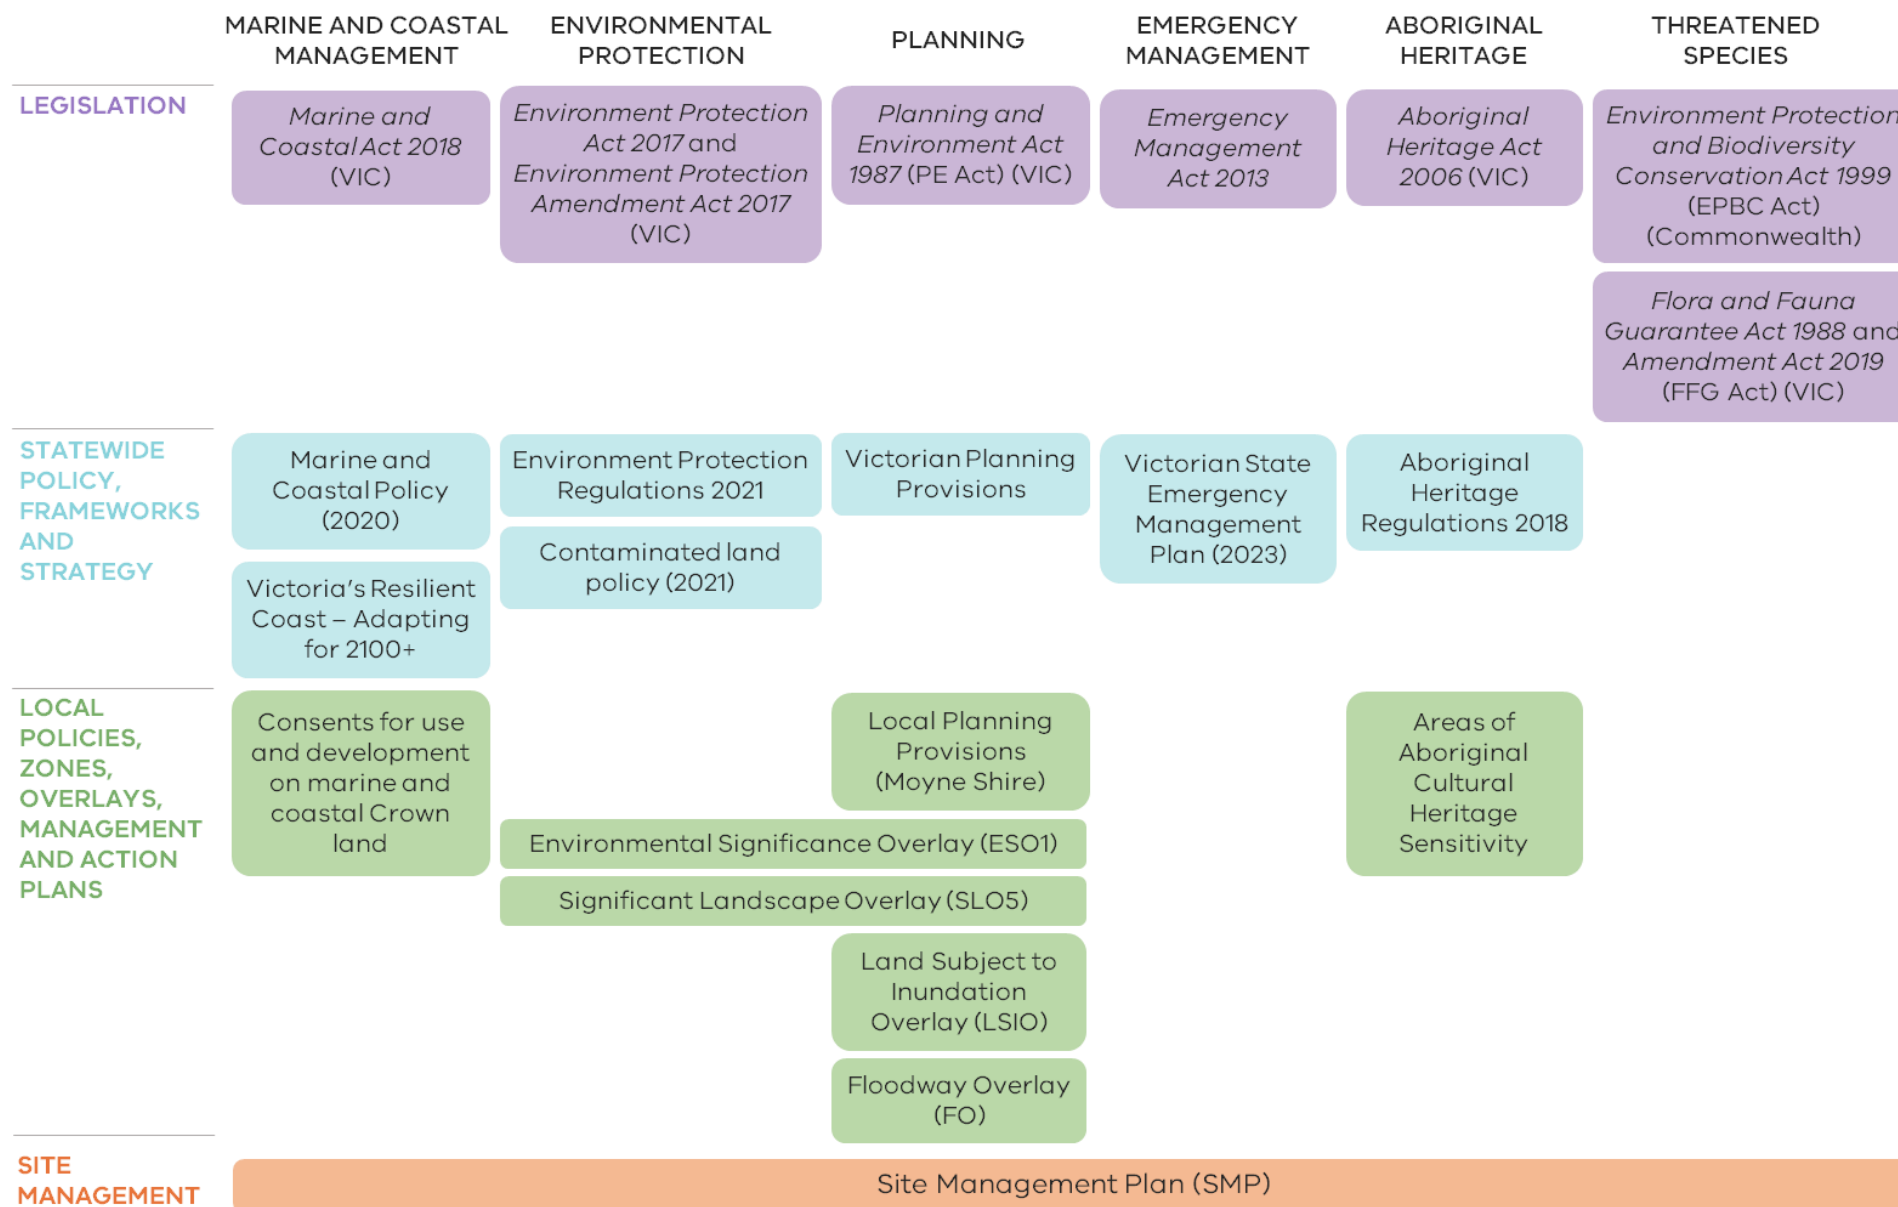 MARINE AND COASTAL
MANAGEMENT
ENVIRONMENTAL
PROTECTION
PLANNING
EMERGENCY
MANAGEMENT
ABORIGINAL
HERITAGE
THREATENED
SPECIES
LEGISLATION
Marine and
Coastal Act 2018
(VIC)
Environment Protection
Act 2017 and
Environment Protection
Amendment Act 2017
(VIC)
Planning and
Environment Act
1987 (PE Act) (VIC)
Emergency
Management
Act 2013
Aboriginal
Heritage Act
2006 (VIC)
Environment Protection
and Biodiversity
Conservation Act 1999
(EPBC Act)
(Commonwealth)
Flora and Fauna
Guarantee Act 1988 and
Amendment Act 2019
(FFG Act) (VIC)
STATEWIDE
POLICY,
FRAMEWORKS
AND
STRATEGY
Marine and
Coastal Policy
(2020)
Victoria's Resilient
Coast – Adapting
for 2100+
Environment Protection
Regulations 2021
Contaminated land
policy (2021)
Victorian Planning
Provisions
Victorian State
Emergency
Management
Plan (2023)
Aboriginal
Heritage
Regulations 2018
LOCAL
POLICIES,
ZONES,
OVERLAYS,
MANAGEMENT
AND ACTION
PLANS
Consents for use
and development
on marine and
coastal Crown
land
Local Planning
Provisions
(Moyne Shire)
Environmental Significance Overlay (ESO1)
Significant Landscape Overlay (SLO5)
Land Subject to
Inundation
Overlay (LSIO)
Floodway Overlay
(FO)
Areas of
Aboriginal
Cultural
Heritage
Sensitivity
SITE
MANAGEMENT
Site Management Plan (SMP)